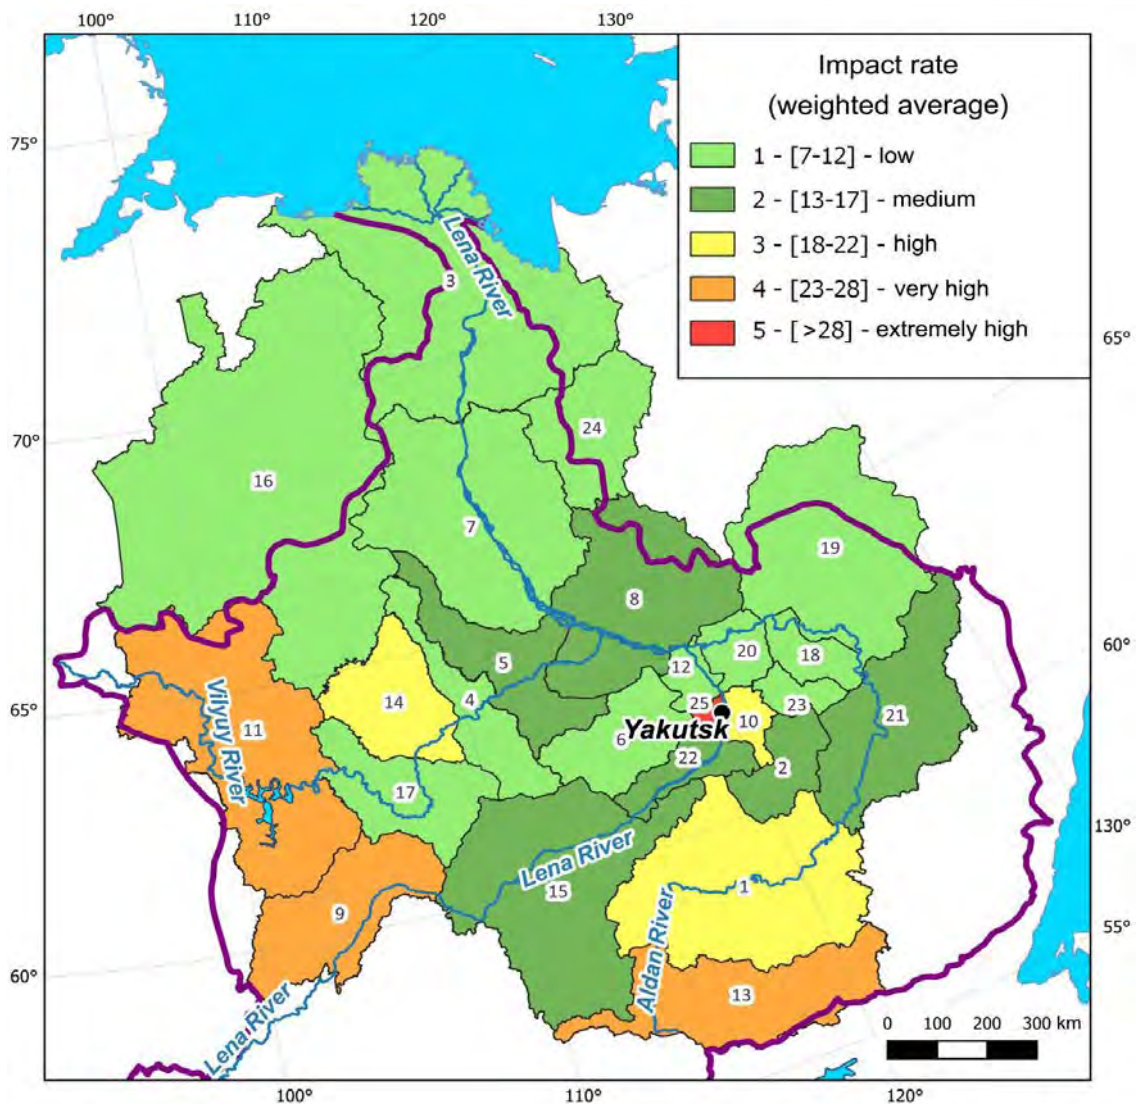 100°
110°
120°
130°
75°
70°
65°
60°
65°
60°
130°
55°
100°
110°
120°
Impact rate
(weighted average)
1 - [7-12] - low
2 - [13-17] - medium
3 - [18-22] - high
4 - [23-28] - very high
5 - [ >28] - extremely high
Lena River
3
24
16
7
19
8
20
18
12
5
23
4
25
14
10
21
Yakutsk
11
Vilyuy River
6
22
2
17
Lena River
15
1
9
Aldan River
13
Lena River
0 100 200 300 km